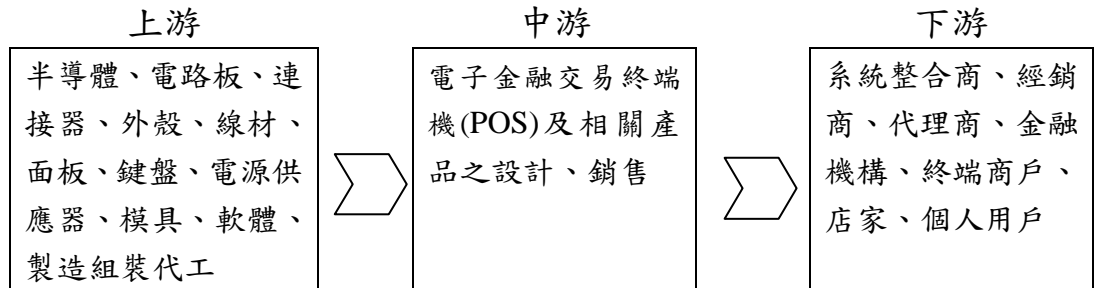 上游
半導體、電路板、連
接器、外殼、線材、
面板、鍵盤、電源供
應器、模具、軟體、
製造組裝代工
中游
電子金融交易終端
機(POS)及相關產
品之設計、銷售
下游
系統整合商、經銷
商、代理商、金融
機構、終端商戶、
店家、個人用戶